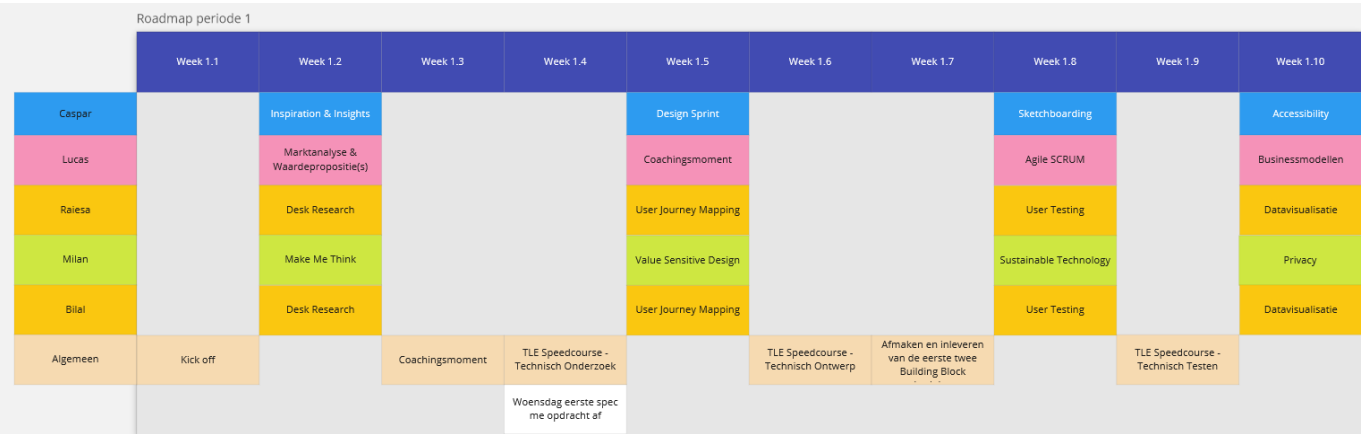 Roadmap periode 1
Week 1.1
Week 1.2
Week 1.3
Week 1.4
Week 1.5
Week 1.6
Week 1.7
Week 1.8
Week 1.9
Week 1.10
Caspar
Inspiration & Insights
Design Sprint
Sketchboarding
Accessibility
Lucas
Marktanalyse &
Waardepropositie(s)
Coachingsmoment
Agile SCRUM
Businessmodellen
Raiesa
Desk Research
User Journey Mapping
User Testing
Datavisualisatie
Milan
Make Me Think
Value Sensitive Design
Sustainable Technology
Privacy
Bilal
Desk Research
User Journey Mapping
User Testing
Datavisualisatie
Algemeen
Kick off
Coachingsmoment
TLE Speedcourse -
Technisch Onderzoek
TLE Speedcourse -
Technisch Ontwerp
Afmaken en inleveren
van de eerste twee
Building Block
TLE Speedcourse -
Technisch Testen
Woensdag eerste spec
me opdracht af